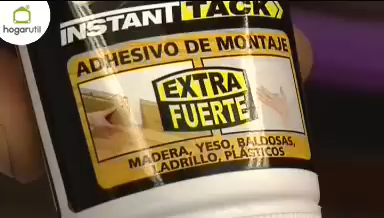 hogarutil
INSTANT TACK
ADHESIVO DE MONTAJE
EXTRA
FUERTE
MADERA, YESO, BALDOSAS,
LADRILLO, PLÁSTICOS